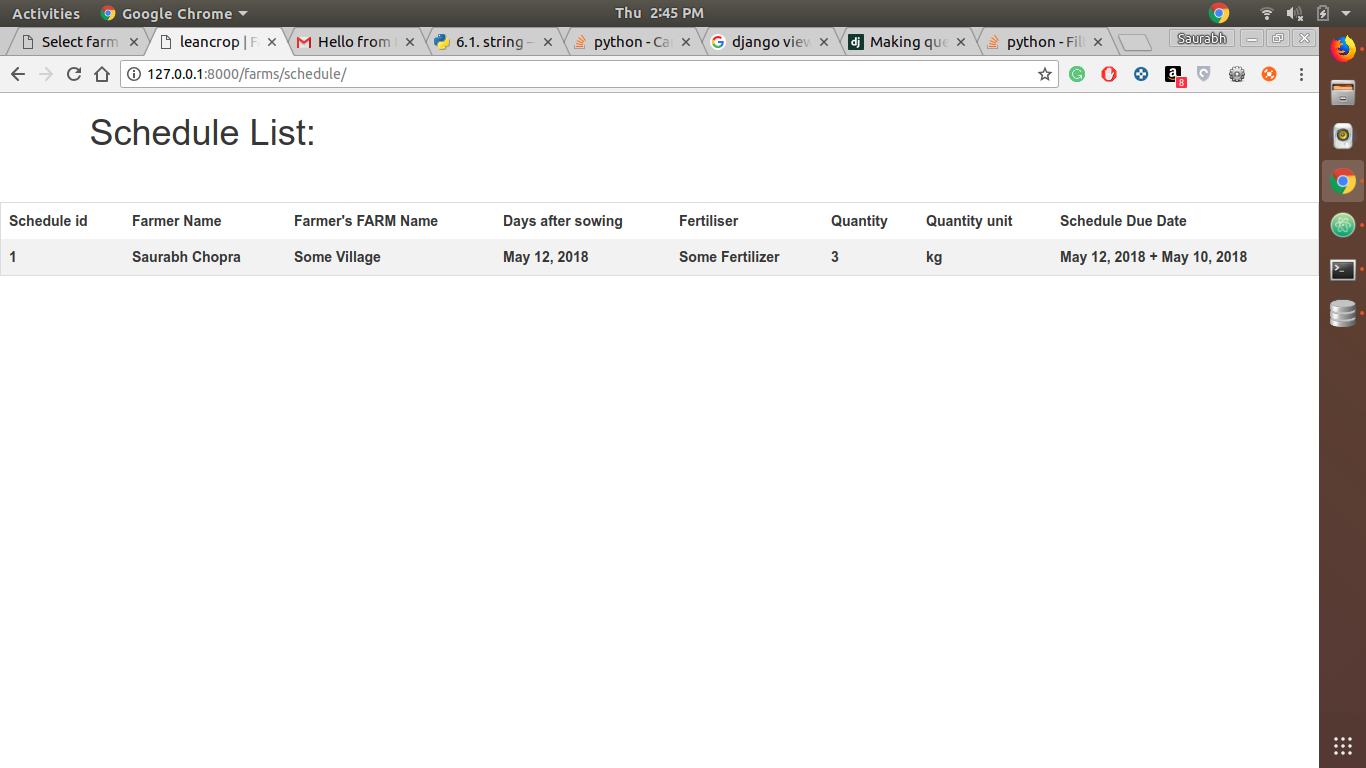 Activities Google Chrome Thu 2:45 PM
Select farm leancrop | F Hello from 6.1. string — python - Ca django view Making que python - Fil Saurabh
127.0.0.1:8000/farms/schedule/ 8
Schedule List:
Schedule id Farmer Name Farmer's FARM Name Days after sowing Fertiliser Quantity Quantity unit Schedule Due Date
1 Saurabh Chopra Some Village May 12, 2018 Some Fertilizer 3 kg May 12, 2018 + May 10, 2018